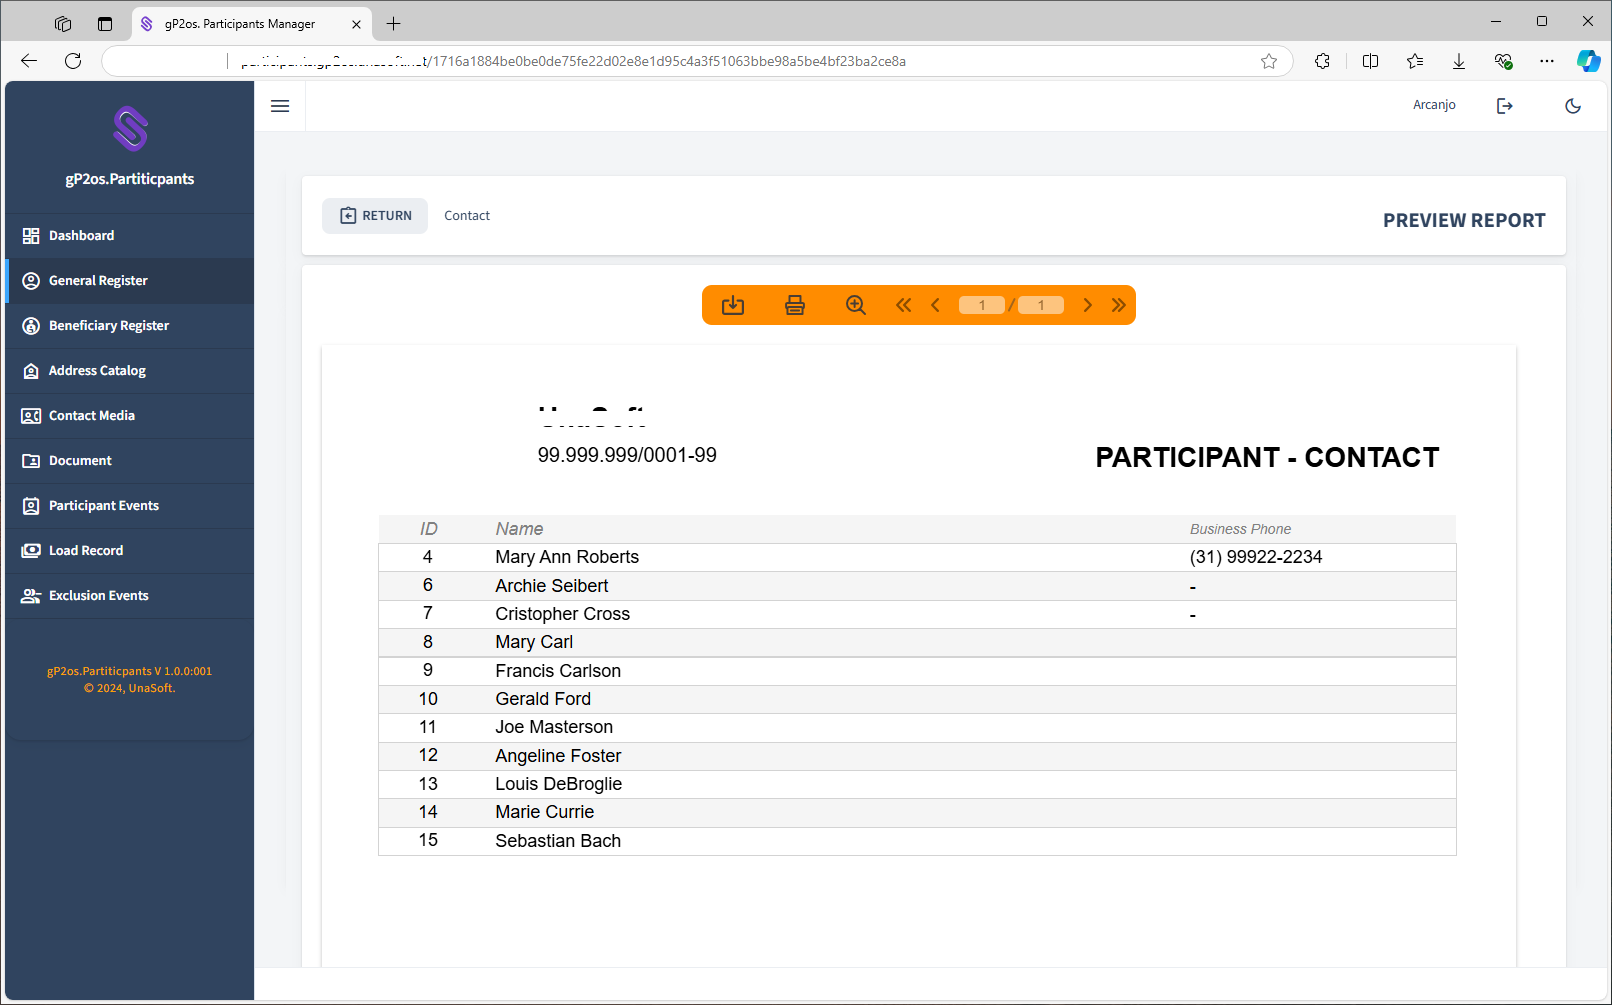 gP2os. Participants Manager
/1716a1884be0be0de75fe22d02e8e1d95c4a3f51063bbe98a5be4bf23ba2ce8a
Arcanjo
gP2os.Partiticpants
RETURN
Contact
PREVIEW REPORT
Dashboard
General Register
Beneficiary Register
Address Catalog
Contact Media
Document
Participant Events
Load Record
Exclusion Events
gP2os.Partiticpants V 1.0.0:001
© 2024, UnaSoft.
1 / 1
99.999.999/0001-99
PARTICIPANT - CONTACT
ID Name Business Phone
4 Mary Ann Roberts (31) 99922-2234
6 Archie Seibert -
7 Cristopher Cross -
8 Mary Carl
9 Francis Carlson
10 Gerald Ford
11 Joe Masterson
12 Angeline Foster
13 Louis DeBroglie
14 Marie Currie
15 Sebastian Bach